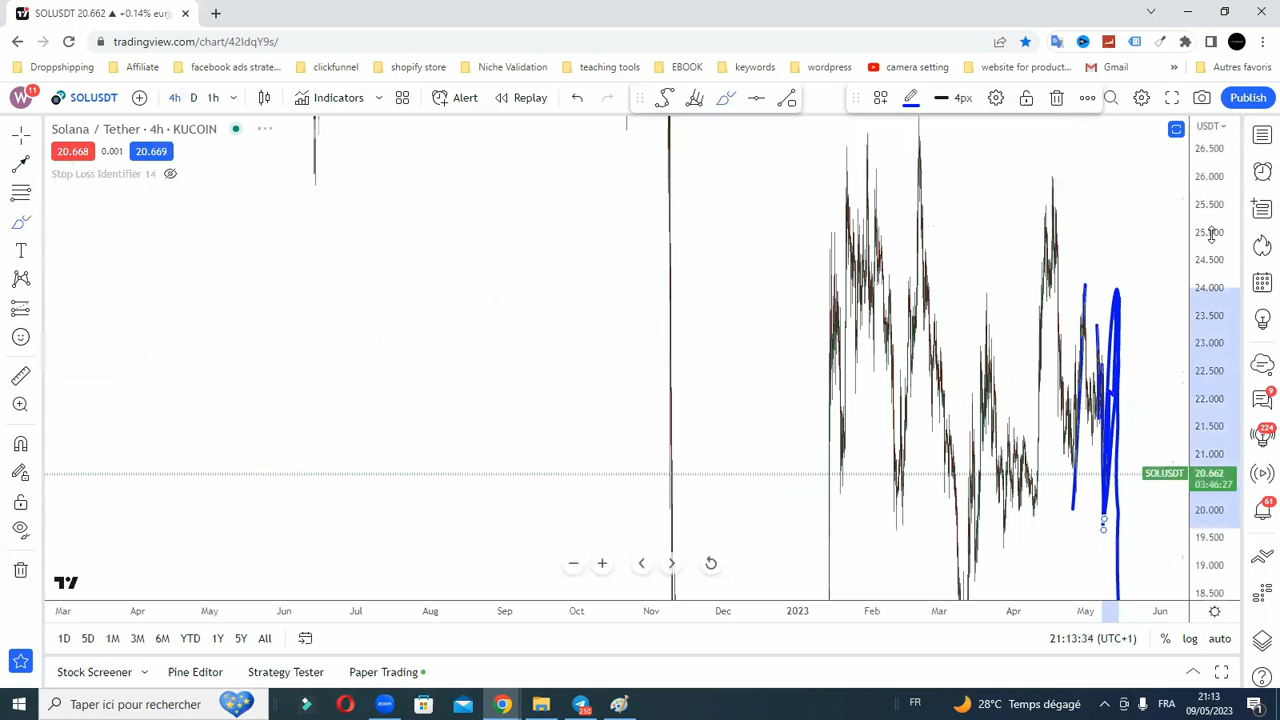 SOLUSDT 20.662 ▲ +0.14% eur
tradingview.com/chart/42IdqY9s/
Droppshipping Affiliate facebook ads strate... clickfunnel shopify store Niche Validation teaching tools EBOOK keywords wordpress camera setting website for product... Gmail » Autres favoris
W 11 SOLUSDT 4h D 1h Indicators Alert Replay 4px Publish
Solana / Tether · 4h · KUCOIN
USDT
20.668 0.001 20.669
Stop Loss Identifier 14
26.500
26.000
25.500
25.000
24.500
24.000
23.500
23.000
22.500
22.000
21.500
21.000
SOLUSDT 20.662
03:46:27
20.000
19.500
19.000
18.500
9
224
61
Mar Apr May Jun Jul Aug Sep Oct Nov Dec 2023 Feb Mar Apr May Jun
1D 5D 1M 3M 6M YTD 1Y 5Y All 21:13:34 (UTC+1) % log auto
Stock Screener Pine Editor Strategy Tester Paper Trading
Taper ici pour rechercher zoom FR 28°C Temps dégagé FRA 21:13
09/05/2023